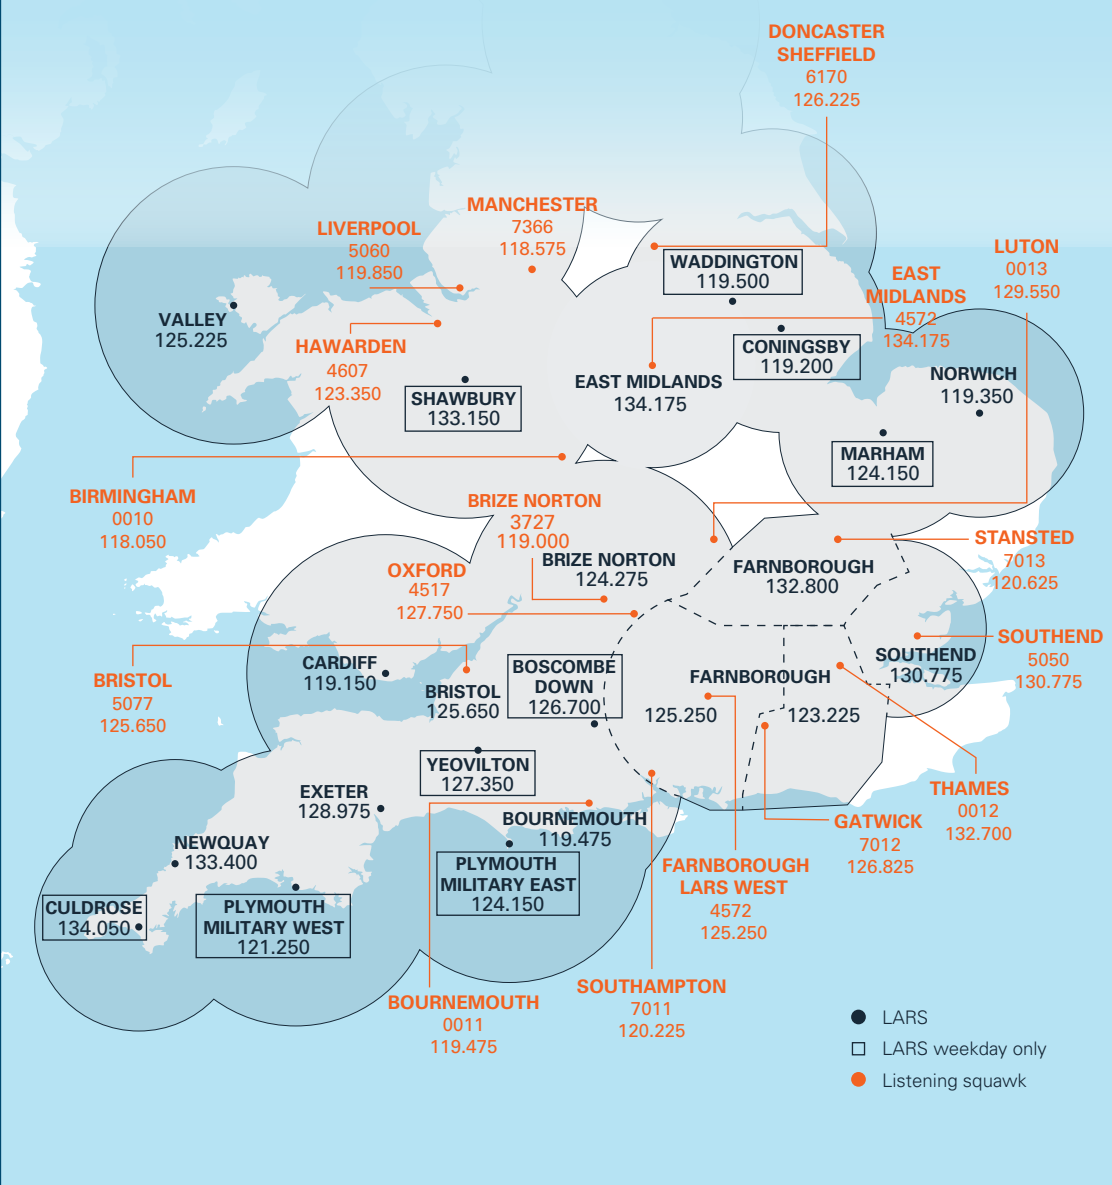 DONCASTER
SHEFFIELD
6170
126.225
MANCHESTER
7366
118.575
LIVERPOOL
5060
119.850
WADDINGTON
119.500
LUTON
0013
129.550
EAST
MIDLANDS
4572
134.175
VALLEY
125.225
HAWARDEN
4607
123.350
CONINGSBY
119.200
EAST MIDLANDS
134.175
NORWICH
119.350
SHAWBURY
133.150
MARHAM
124.150
BIRMINGHAM
0010
118.050
BRIZE NORTON
3727
119.000
BRIZE NORTON
124.275
FARNBOROUGH
132.800
STANSTED
7013
120.625
OXFORD
4517
127.750
SOUTHEND
5050
130.775
SOUTHEND
130.775
CARDIFF
119.150
BRISTOL
5077
125.650
BRISTOL
125.650
BOSCOMBE
DOWN
126.700
FARNBOROUGH
125.250
123.225
YEOVILTON
127.350
EXETER
128.975
THAMES
0012
132.700
BOURNEMOUTH
119.475
GATWICK
7012
126.825
NEWQUAY
133.400
PLYMOUTH
MILITARY EAST
124.150
FARNBOROUGH
LARS WEST
4572
125.250
CULDROSE
134.050
PLYMOUTH
MILITARY WEST
121.250
BOURNEMOUTH
0011
119.475
SOUTHAMPTON
7011
120.225
LARS
LARS weekday only
Listening squawk